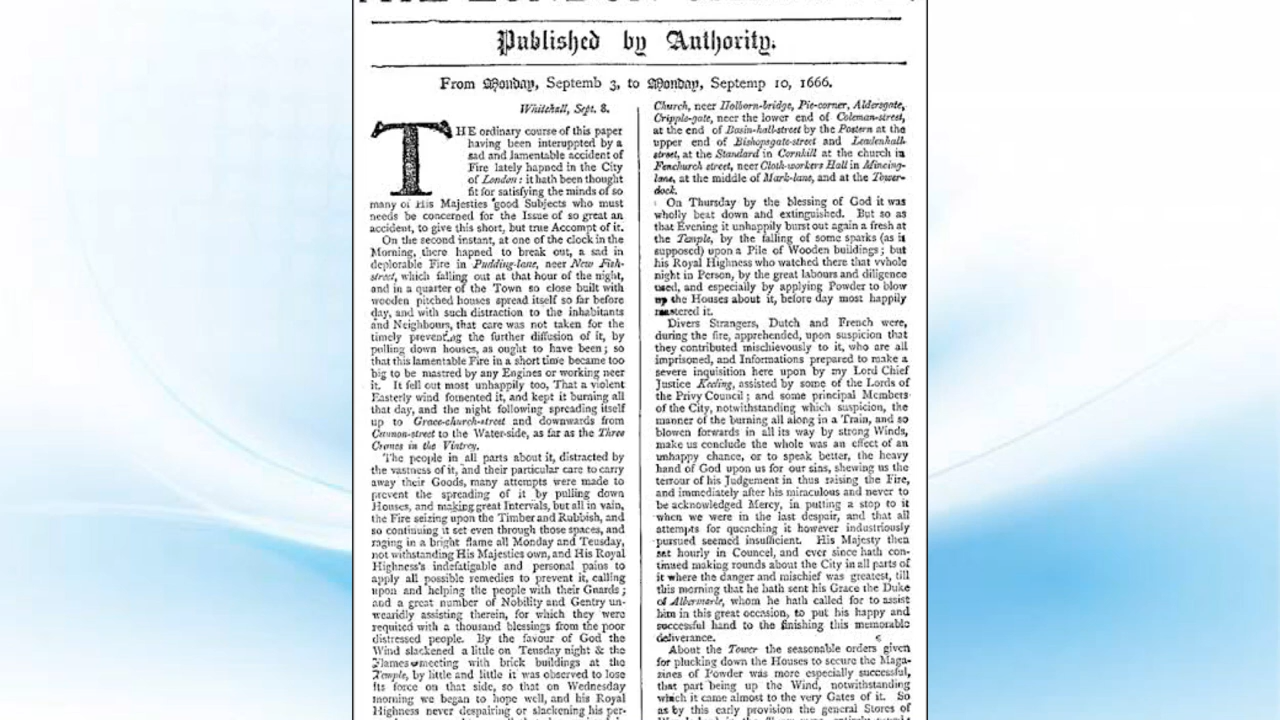 Published by Authority.
From Monday, Septemb 3, to Monday, Septemp 10, 1666.
Whitehall, Sept. 8.
THE ordinary course of this paper
having been interuppted by a
sad and lamentable accident of
Fire lately hapned in the City
of London: it hath been thought
fit for satisfying the minds of so
many of His Majesties good Subjects who must
needs be concerned for the Issue of so great an
accident, to give this short, but true Accompt of it.
On the second instant, at one of the clock in the
Morning, there hapned to break out, a sad in
deplorable Fire in Pudding-lane, neer New Fish-
street, which falling out at that hour of the night,
and in a quarter of the Town so close built with
wooden pitched houses spread itself so far before
day, and with such distraction to the inhabitants
and Neighbours, that care was not taken for the
timely preventing the further diffusion of it, by
pulling down houses, as ought to have been; so
that this lamentable Fire in a short time became too
big to be mastred by any Engines or working neer
it. It fell out most unhappily too, That a violent
Easterly wind fomented it, and kept it burning all
that day, and the night following spreading itself
up to Grace-church-street and downwards from
Cannon-street to the Water-side, as far as the Three
Cranes in the Vintrey.
The people in all parts about it, distracted by
the vastness of it, and their particular care to carry
away their Goods, many attempts were made to
prevent the spreading of it by pulling down
Houses, and making great Intervals, but all in vain,
the Fire seizing upon the Timber and Rubbish, and
so continuing it set even through those spaces, and
raging in a bright flame all Monday and Teusday,
not withstanding His Majesties own, and His Royal
Highness's indefatigable and personal pains to
apply all possible remedies to prevent it, calling
upon and helping the people with their Guards;
and a great number of Nobility and Gentry un-
weariedly assisting therein, for which they were
requited with a thousand blessings from the poor
distressed people. By the favour of God the
Wind slackened a little on Teusday night & the
Flames meeting with brick buildings at the
Temple, by little and little it was observed to lose
its force on that side, so that on Wednesday
morning we began to hope well, and his Royal
Highness never despairing or slackening his per-
Church, neer Holborn-bridge, Pie-corner, Aldersgate,
Cripple-gate, neer the lower end of Coleman-street,
at the end of Basin-hall-street by the Postern at the
upper end of Bishopsgate-street and Leadenhall-
street, at the Standard in Cornhill at the church in
Fenchurch street, neer Cloth-workers Hall in Mincing-
lane, at the middle of Mark-lane, and at the Tower-
dock.
On Thursday by the blessing of God it was
wholly beat down and extinguished. But so as
that Evening it unhappily burst out again a fresh at
the Temple, by the falling of some sparks (as is
supposed) upon a Pile of Wooden buildings; but
his Royal Highness who watched there that whole
night in Person, by the great labours and diligence
used, and especially by applying Powder to blow
up the Houses about it, before day most happily
mastered it.
Divers Strangers, Dutch and French were,
during the fire, apprehended, upon suspicion that
they contributed mischievously to it, who are all
imprisoned, and Informations prepared to make a
severe inquisition here upon by my Lord Chief
Justice Keeling, assisted by some of the Lords of
the Privy Council; and some principal Members
of the City, notwithstanding which suspicion, the
manner of the burning all along in a Train, and so
blowen forwards in all its way by strong Winds,
make us conclude the whole was an effect of an
unhappy chance, or to speak better, the heavy
hand of God upon us for our sins, shewing us the
terrour of his Judgement in thus raising the Fire,
and immediately after his miraculous and never to
be acknowledged Mercy, in putting a stop to it
when we were in the last despair, and that all
attempts for quenching it however industriously
pursued seemed insufficient. His Majesty then
sat hourly in Councel, and ever since hath con-
tinued making rounds about the City in all parts of
it where the danger and mischief was greatest, till
this morning that he hath sent his Grace the Duke
of Albermarle, whom he hath called for to assist
him in this great occasion, to put his happy and
successful hand to the finishing this memorable
deliverance.
About the Tower the seasonable orders given
for plucking down the Houses to secure the Maga-
zines of Powder was more especially successful,
that part being up the Wind, notwithstanding
which it came almost to the very Gates of it. So
as by this early provision the general Stores of